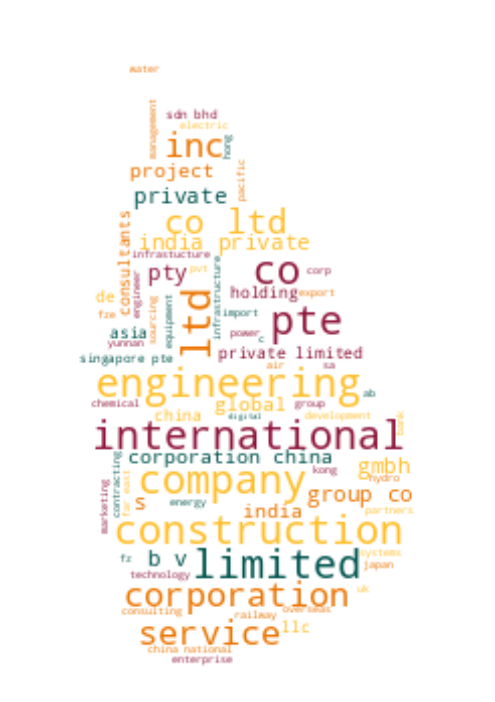 water
sdn bhd
electric
management
inc
hong
project
pacific
private
co ltd
consultants
india private
infrastucture
engineer
pty
pvt
infrastructure
co
corp
de
holding
export
fze
sourcing
equipment
ltd
import
pte
asia
power
c
yunnan
private limited
singapore pte
air
sa
engineering
ab
chemical
global
group
china
digital
development
bank
international
corporation china
contracting
gmbh
kong
hydro
far east
company
marketing
s
energy
group co
india
partners
construction
fz
b v
limited
systems
japan
technology
uk
corporation
consulting
overseas
railway
service
llc
china national
enterprise